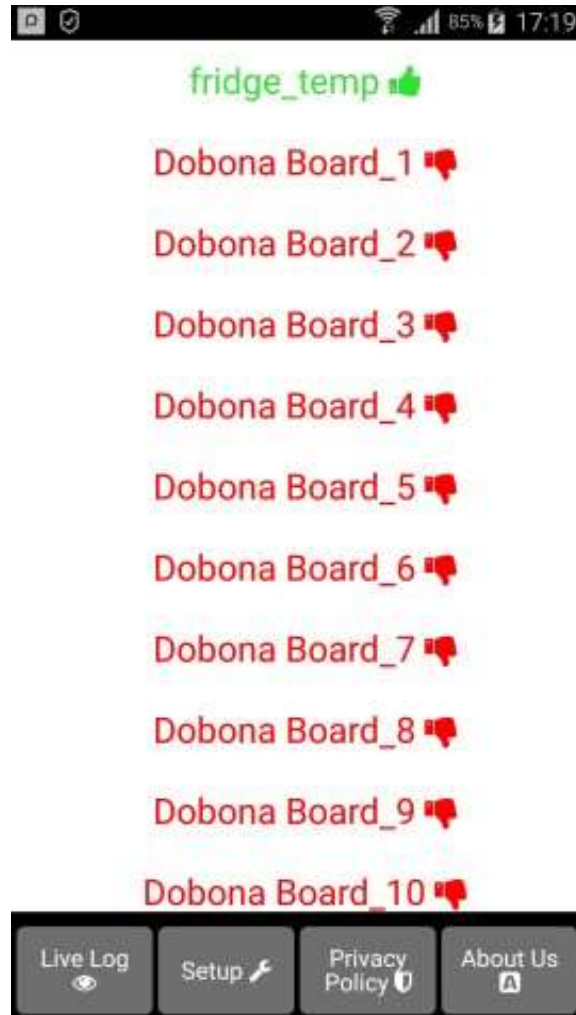 85% 17:19
fridge_temp
Dobona Board_1
Dobona Board_2
Dobona Board_3
Dobona Board_4
Dobona Board_5
Dobona Board_6
Dobona Board_7
Dobona Board_8
Dobona Board_9
Dobona Board_10
Live Log
Setup
Privacy
Policy
About Us
A